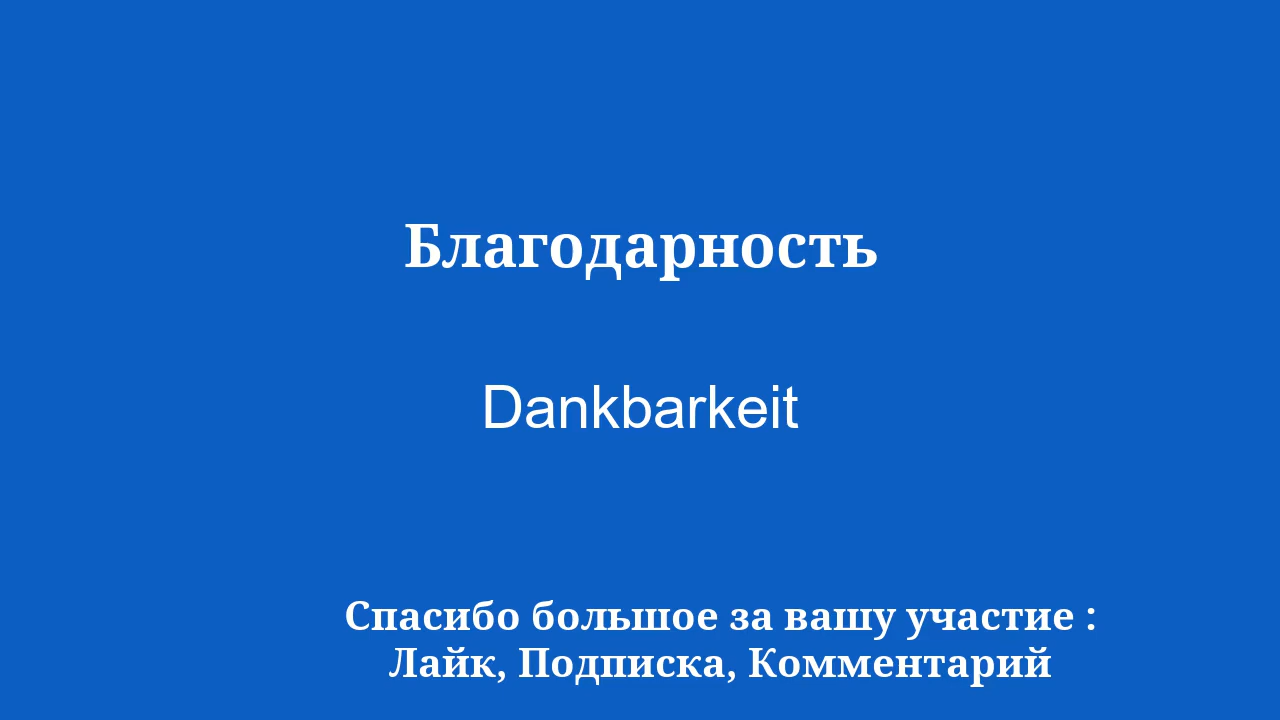 Благодарность
Dankbarkeit
Спасибо большое за вашу участие :
Лайк, Подписка, Комментарий